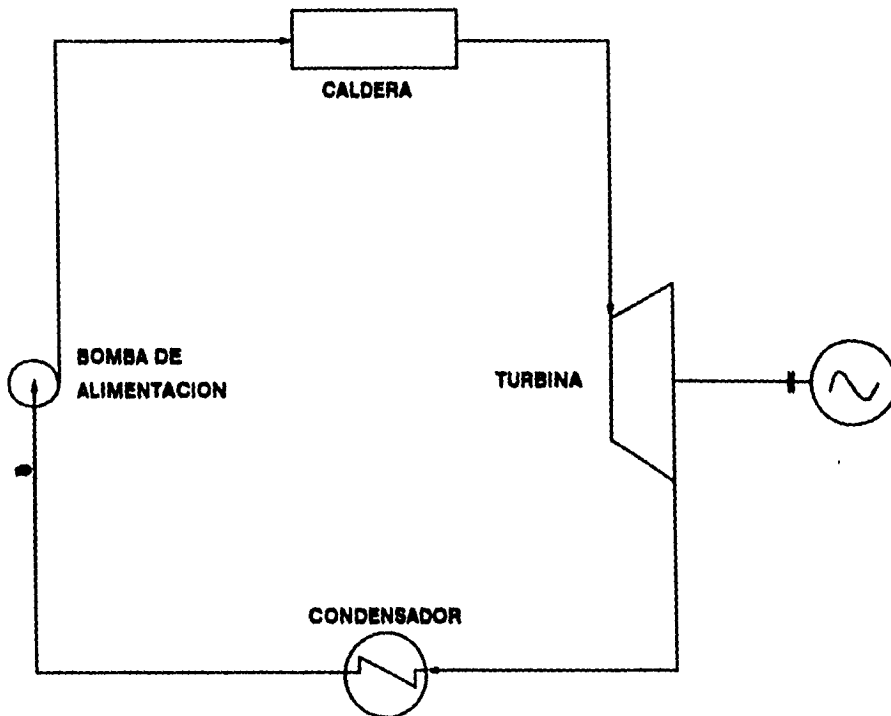 CALDERA
BOMBA DE
ALIMENTACION
TURBINA
CONDENSADOR